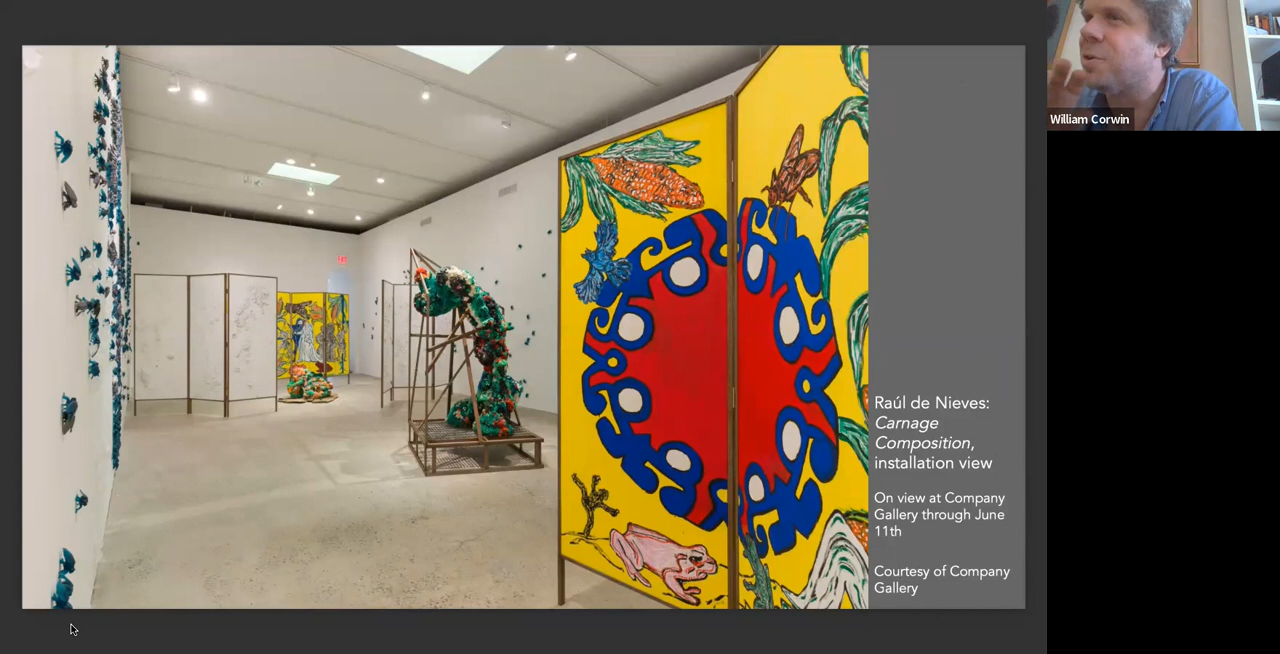 William Corwin
Raúl de Nieves:
Carnage
Composition,
installation view
On view at Company
Gallery through June
11th
Courtesy of Company
Gallery